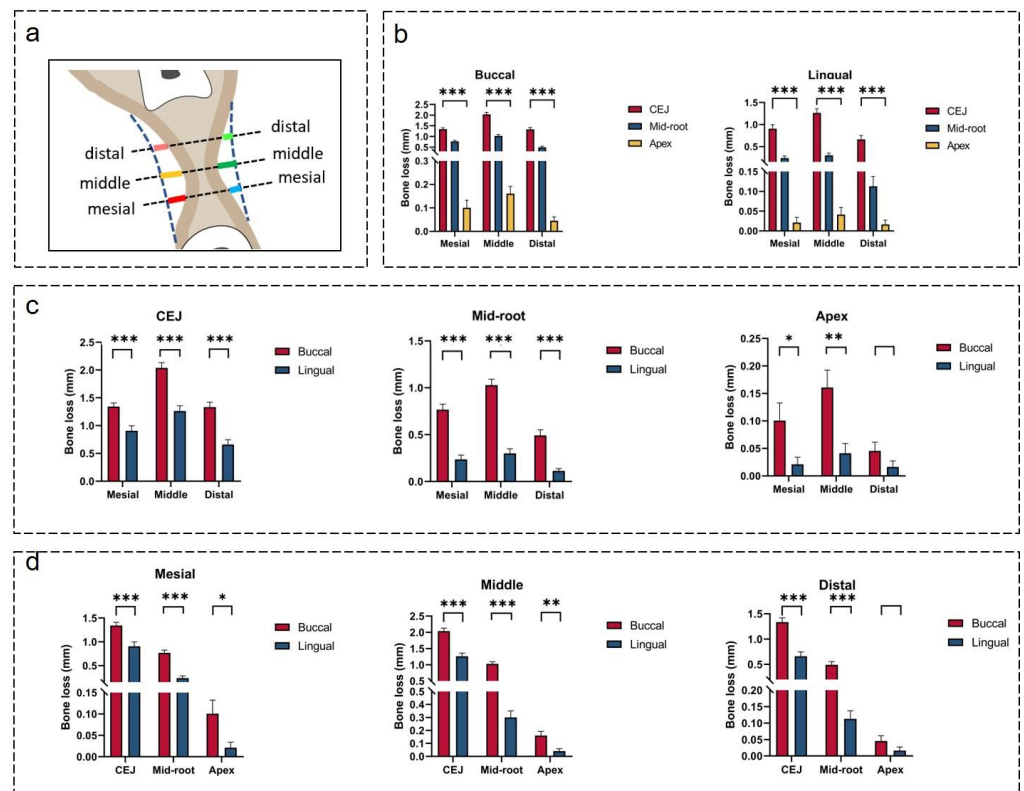 a
distal
middle
mesial
distal
middle
mesial
b
Buccal
*** *** ***
Bone loss (mm)
2.5
2.0
1.5
1.0
0.5
0.3
0.2
0.1
0.0
Mesial Middle Distal
CEJ
Mid-root
Apex
Lingual
*** *** ***
Bone loss (mm)
1.5
1.0
0.5
0.15
0.10
0.05
0.00
Mesial Middle Distal
CEJ
Mid-root
Apex
c
CEJ
*** *** ***
Bone loss (mm)
2.5
2.0
1.5
1.0
0.5
0.0
Mesial Middle Distal
Buccal
Lingual
Mid-root
*** *** ***
Bone loss (mm)
1.5
1.0
0.5
0.0
Mesial Middle Distal
Buccal
Lingual
Apex
* **
Bone loss (mm)
0.25
0.20
0.15
0.10
0.05
0.00
Mesial Middle Distal
Buccal
Lingual
d
Mesial
*** *** *
Bone loss (mm)
1.5
1.0
0.5
0.15
0.10
0.05
0.00
CEJ Mid-root Apex
Buccal
Lingual
Middle
*** *** **
Bone loss (mm)
2.5
2.0
1.5
1.0
0.5
0.4
0.3
0.2
0.1
0.0
CEJ Mid-root Apex
Buccal
Lingual
Distal
*** ***
Bone loss (mm)
1.5
1.0
0.5
0.20
0.15
0.10
0.05
0.00
CEJ Mid-root Apex
Buccal
Lingual